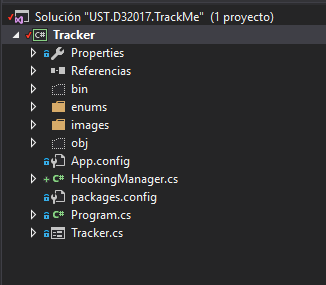 Solución "UST.D32017.TrackMe" (1 proyecto)
C# Tracker
Properties
Referencias
bin
enums
images
obj
App.config
C# HookingManager.cs
packages.config
C# Program.cs
Tracker.cs